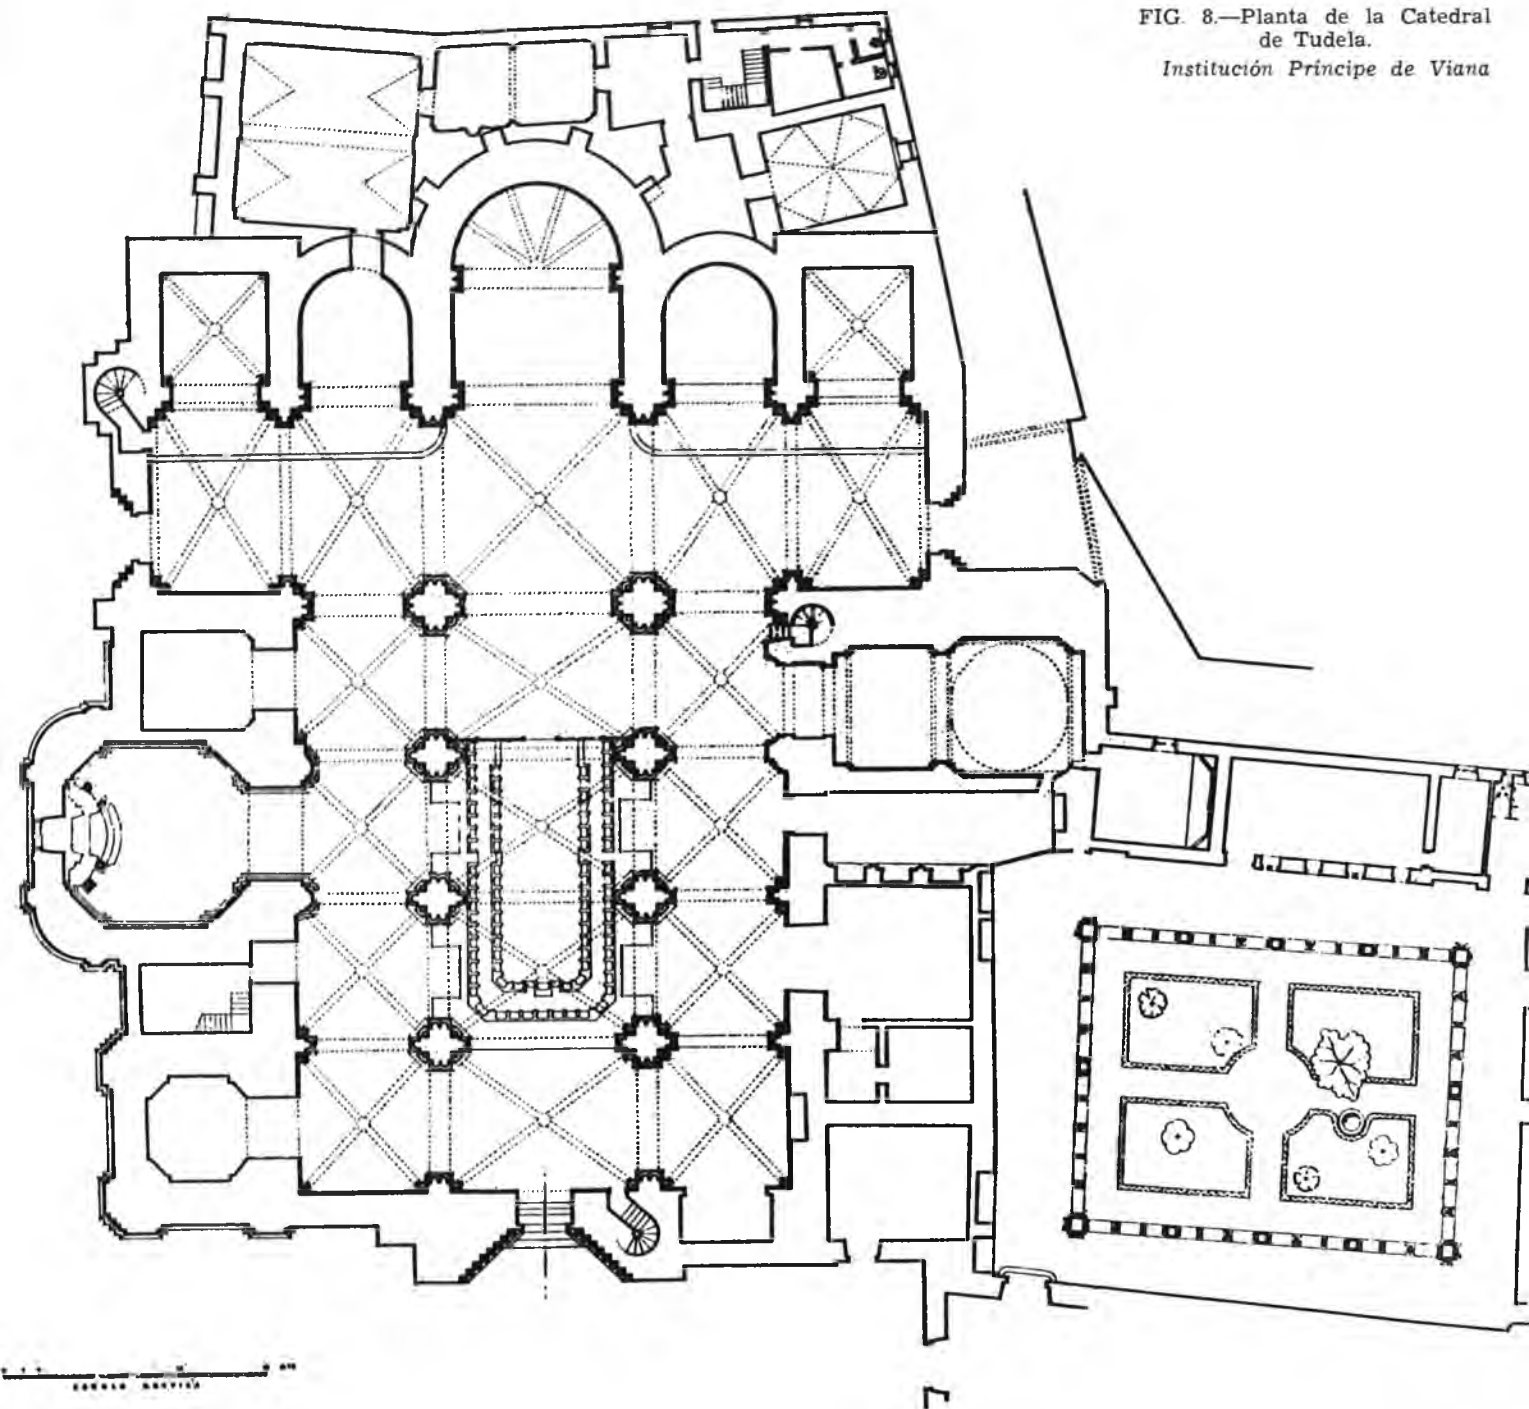 FIG. 8.—Planta de la Catedral
de Tudela.
Institución Príncipe de Viana